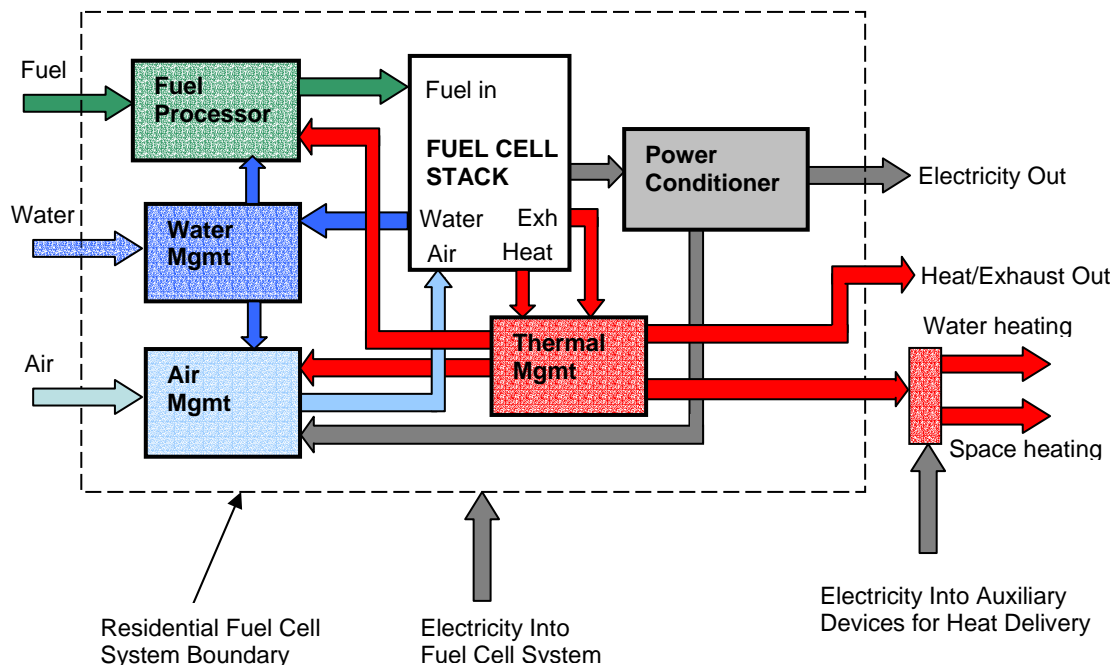 Fuel
Fuel
Processor
Fuel in
FUEL CELL
STACK
Power
Conditioner
Electricity Out
Water
Water
Mgmt
Water
Exh
Air
Heat
Heat/Exhaust Out
Thermal
Mgmt
Water heating
Air
Air
Mgmt
Space heating
Residential Fuel Cell
System Boundary
Electricity Into
Fuel Cell System
Electricity Into Auxiliary
Devices for Heat Delivery